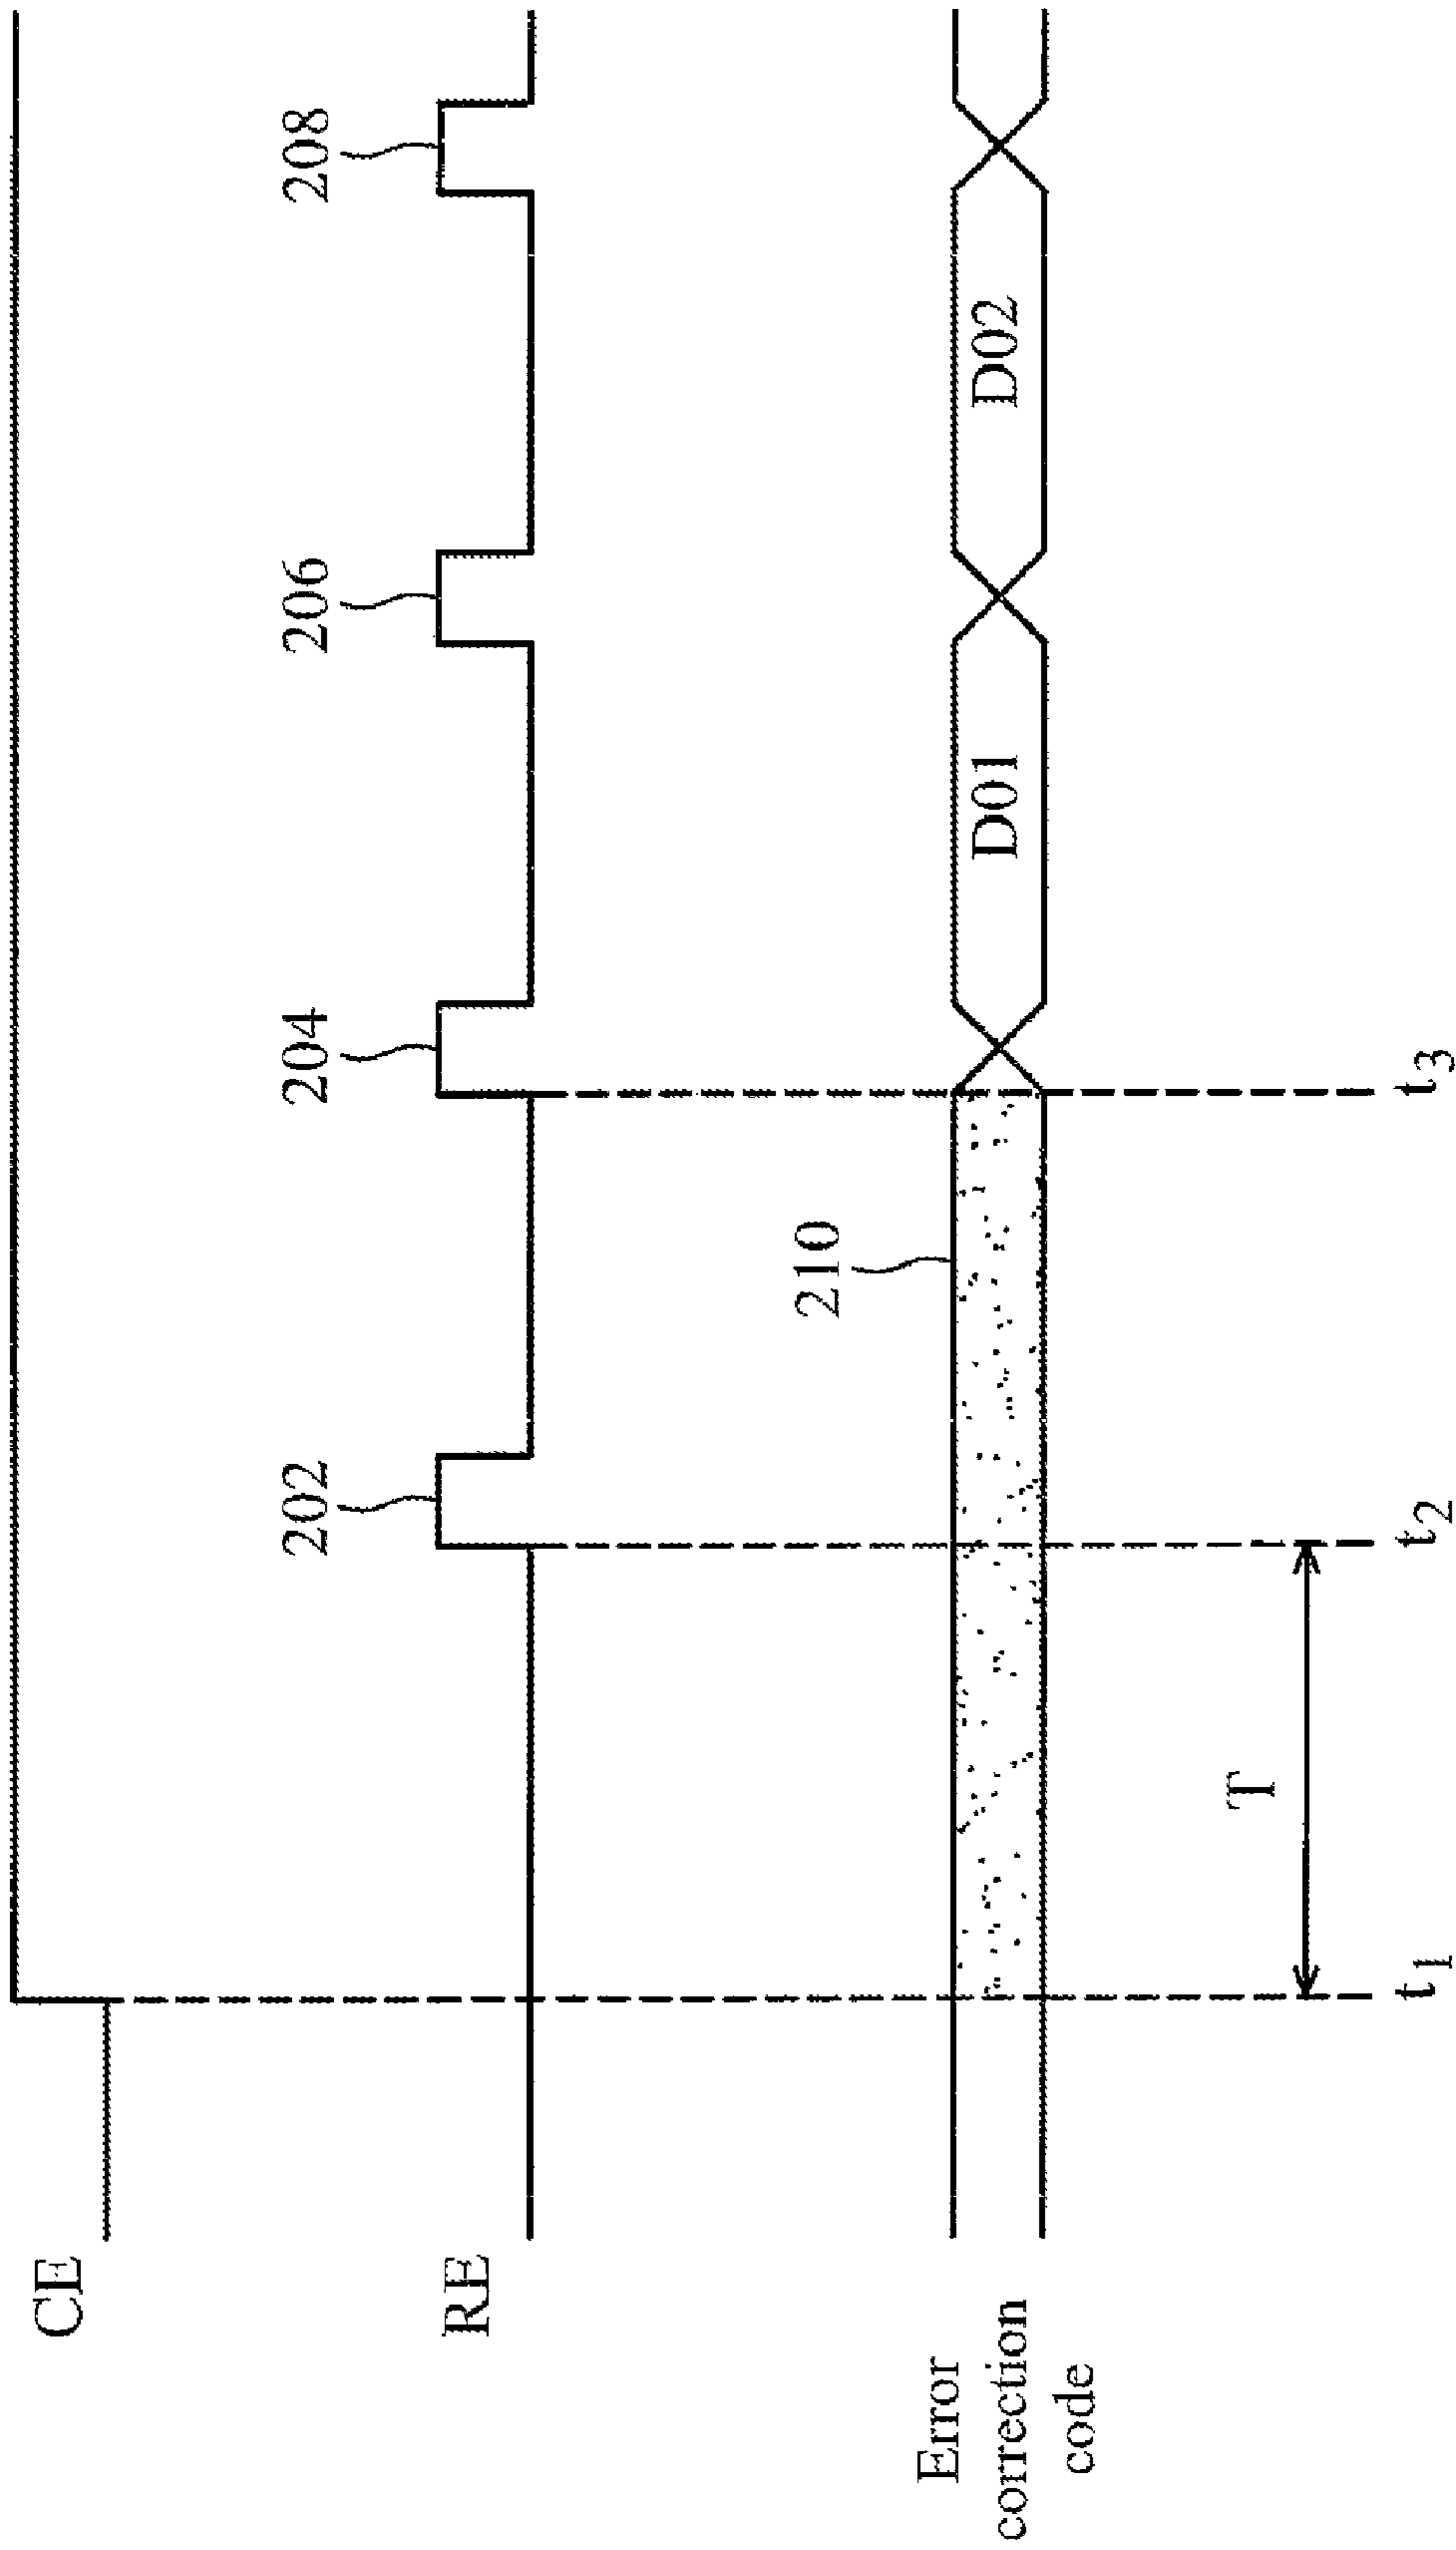 CE
202
204
206
208
RE
210
D01
D02
Error
correction
code
T
t1
t2
t3